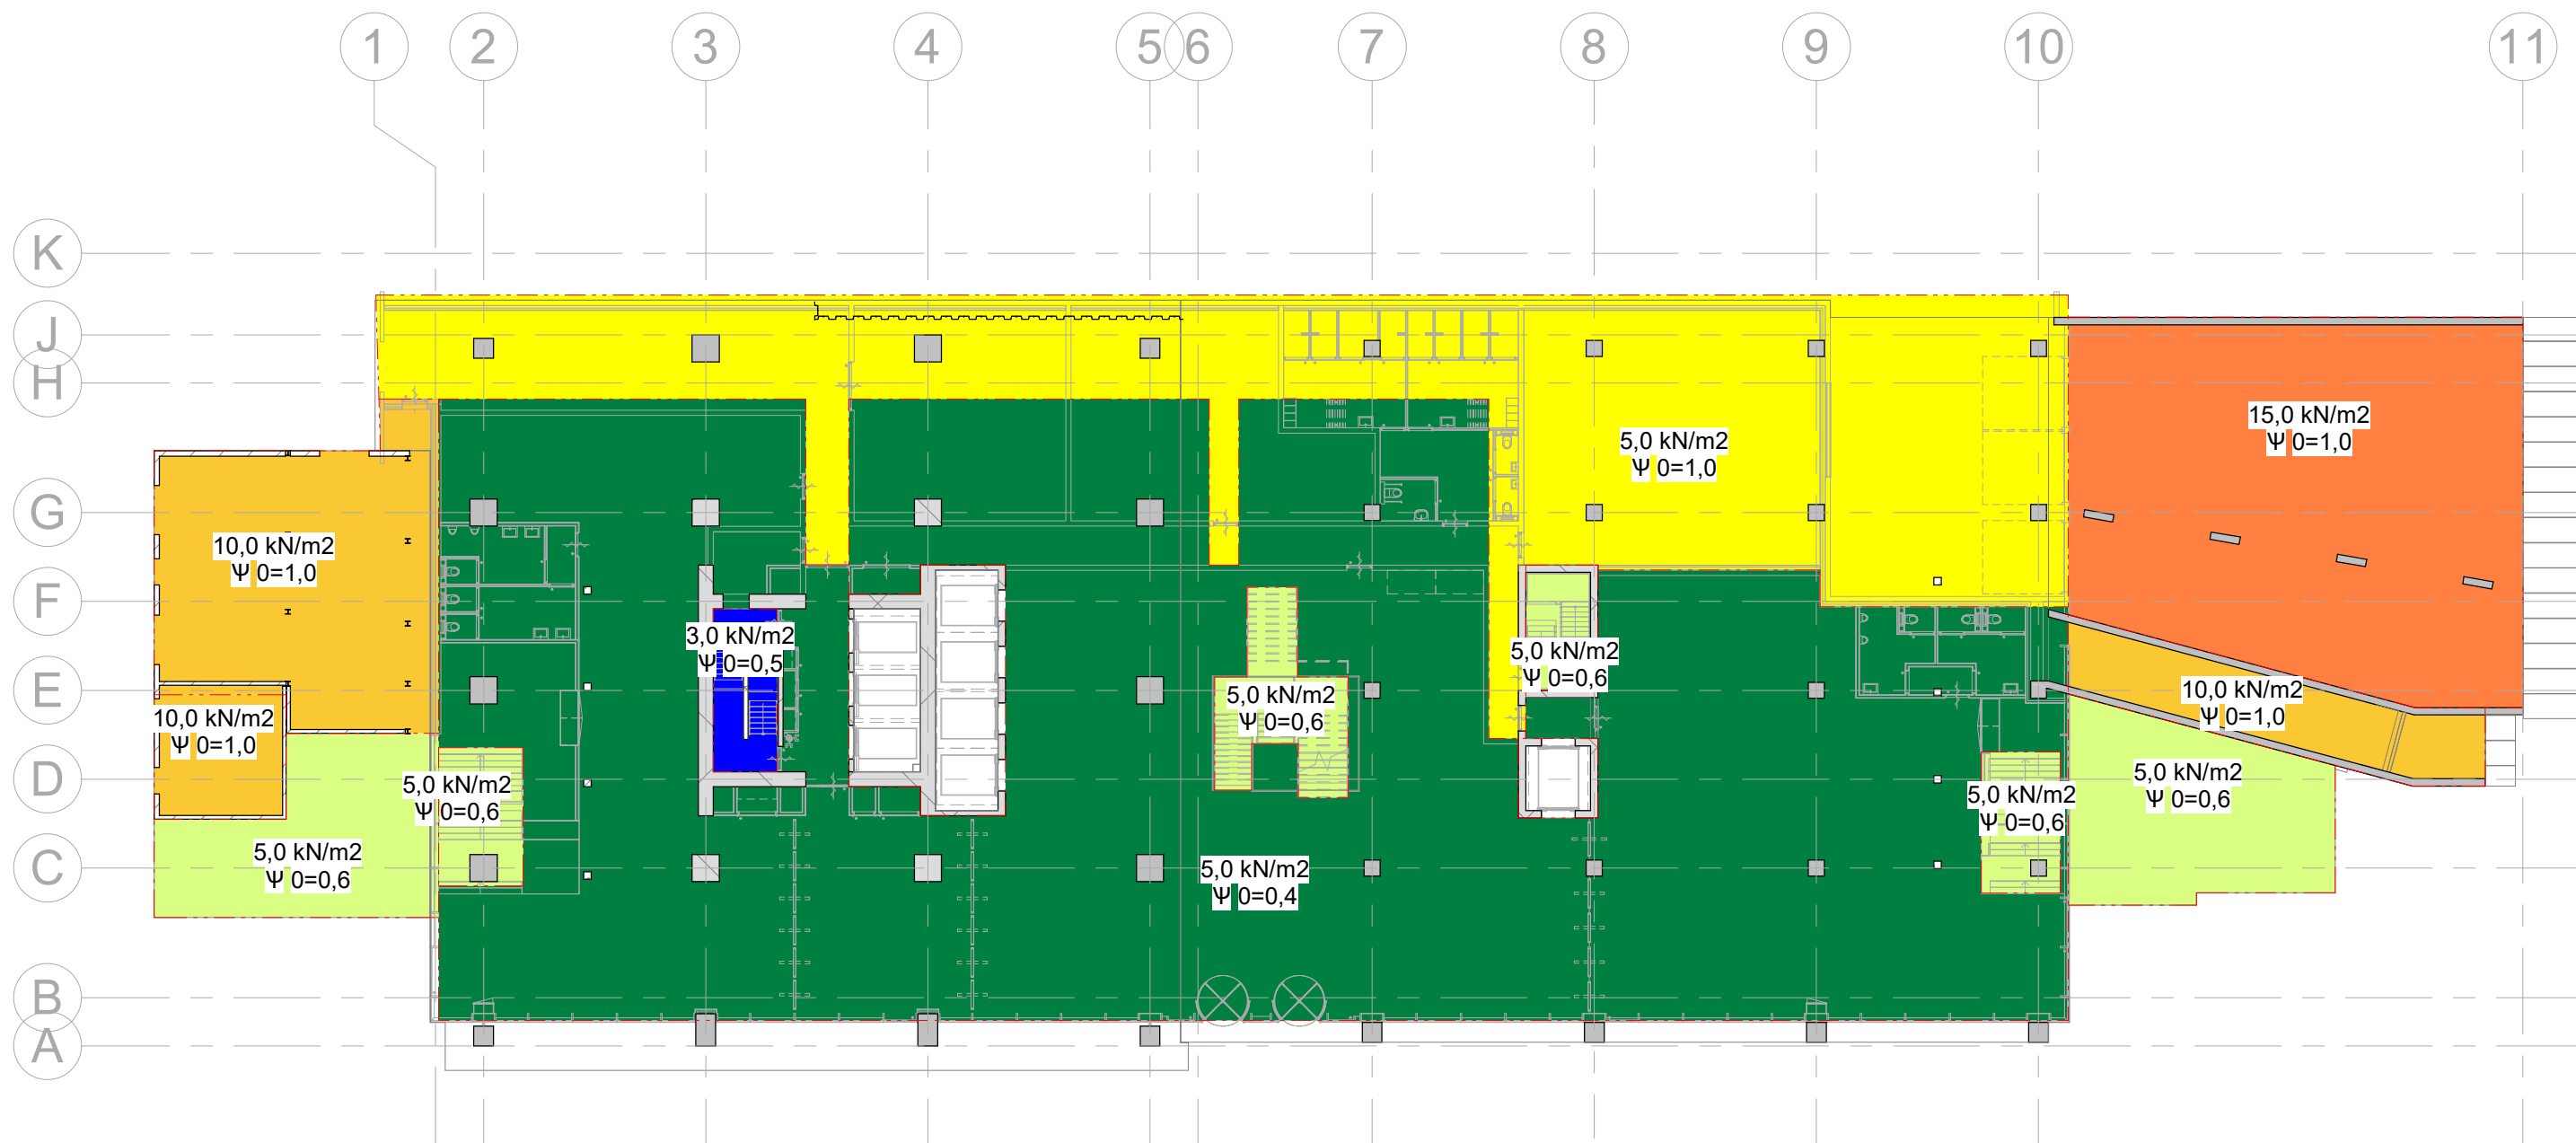 1 2 3 4 5 6 7 8 9 10 11
K
J
H
G
F
E
D
C
B
A
15,0 kN/m2
Ψ 0=1,0
5,0 kN/m2
Ψ 0=1,0
10,0 kN/m2
Ψ 0=1,0
3,0 kN/m2
Ψ 0=0,5
5,0 kN/m2
Ψ 0=0,6
5,0 kN/m2
Ψ 0=0,6
10,0 kN/m2
Ψ 0=1,0
10,0 kN/m2
Ψ 0=1,0
5,0 kN/m2
Ψ 0=0,6
5,0 kN/m2
Ψ 0=0,6
5,0 kN/m2
Ψ 0=0,6
5,0 kN/m2
Ψ 0=0,6
5,0 kN/m2
Ψ 0=0,4